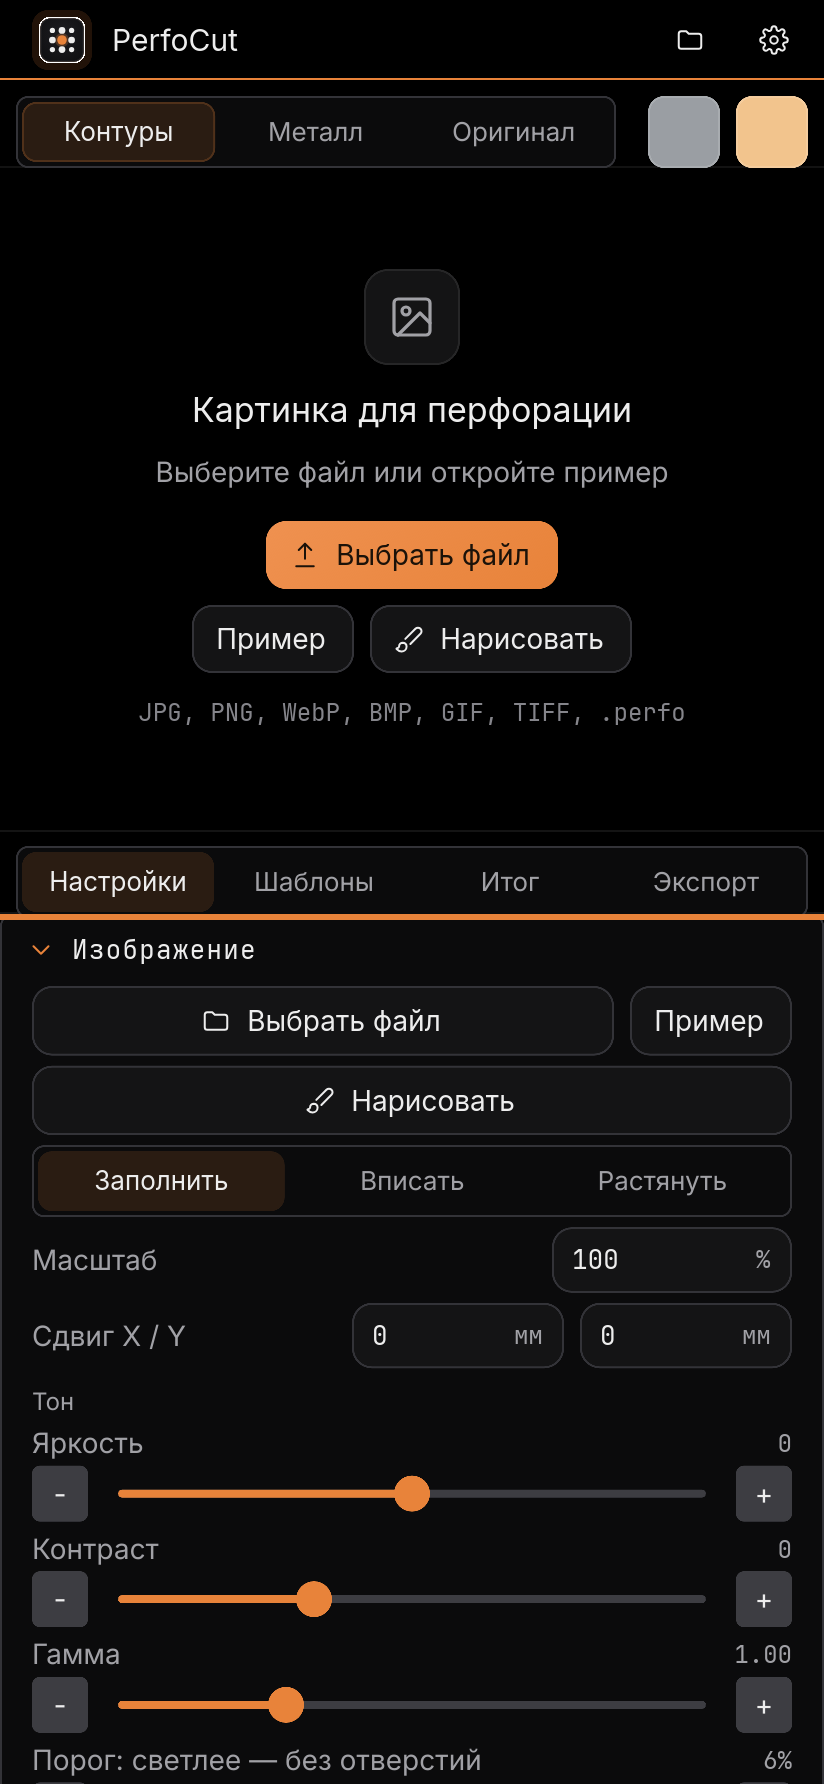 PerfoCut
Контуры Металл Оригинал
Картинка для перфорации
Выберите файл или откройте пример
Выбрать файл
Пример Нарисовать
JPG, PNG, WebP, BMP, GIF, TIFF, .perfo
Настройки Шаблоны Итог Экспорт
Изображение
Выбрать файл Пример
Нарисовать
Заполнить Вписать Растянуть
Масштаб 100 %
Сдвиг X / Y 0 мм 0 мм
Тон
Яркость 0
- +
Контраст 0
- +
Гамма 1.00
- +
Порог: светлее — без отверстий 6%